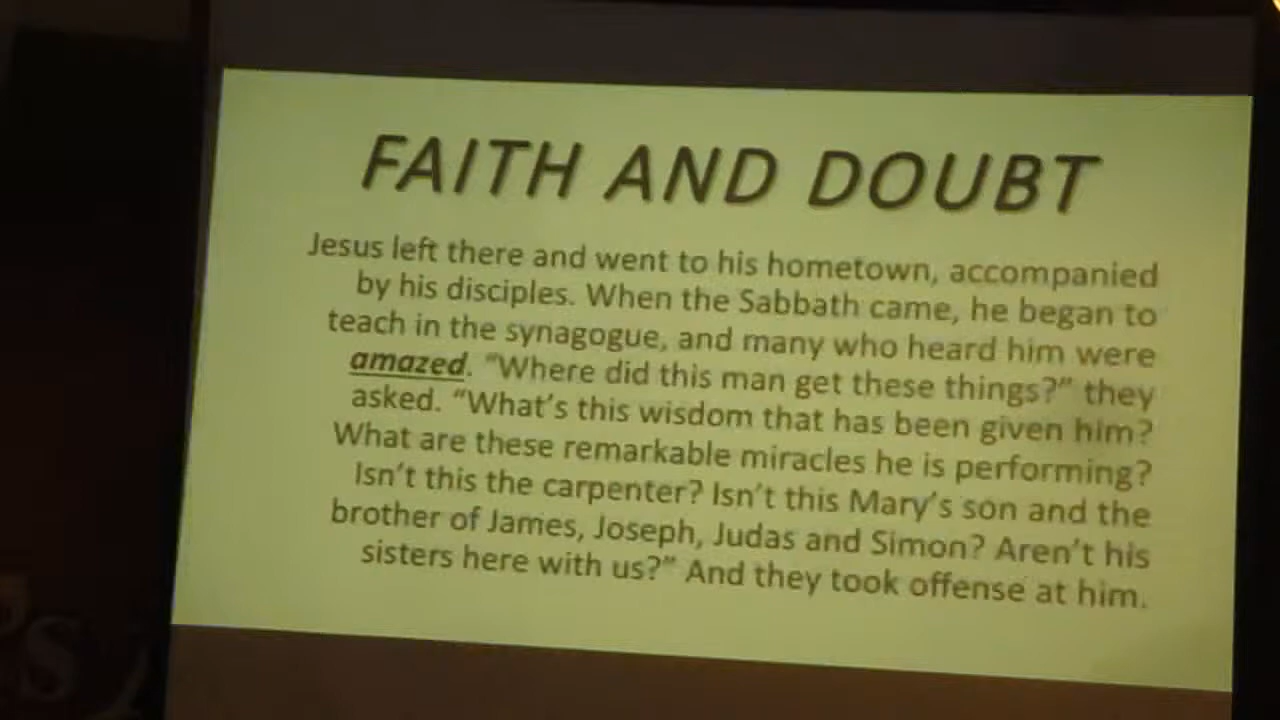 FAITH AND DOUBT
Jesus left there and went to his hometown, accompanied
by his disciples. When the Sabbath came, he began to
teach in the synagogue, and many who heard him were
amazed. “Where did this man get these things?” they
asked. “What’s this wisdom that has been given him?
What are these remarkable miracles he is performing?
Isn’t this the carpenter? Isn’t this Mary’s son and the
brother of James, Joseph, Judas and Simon? Aren’t his
sisters here with us?” And they took offense at him.